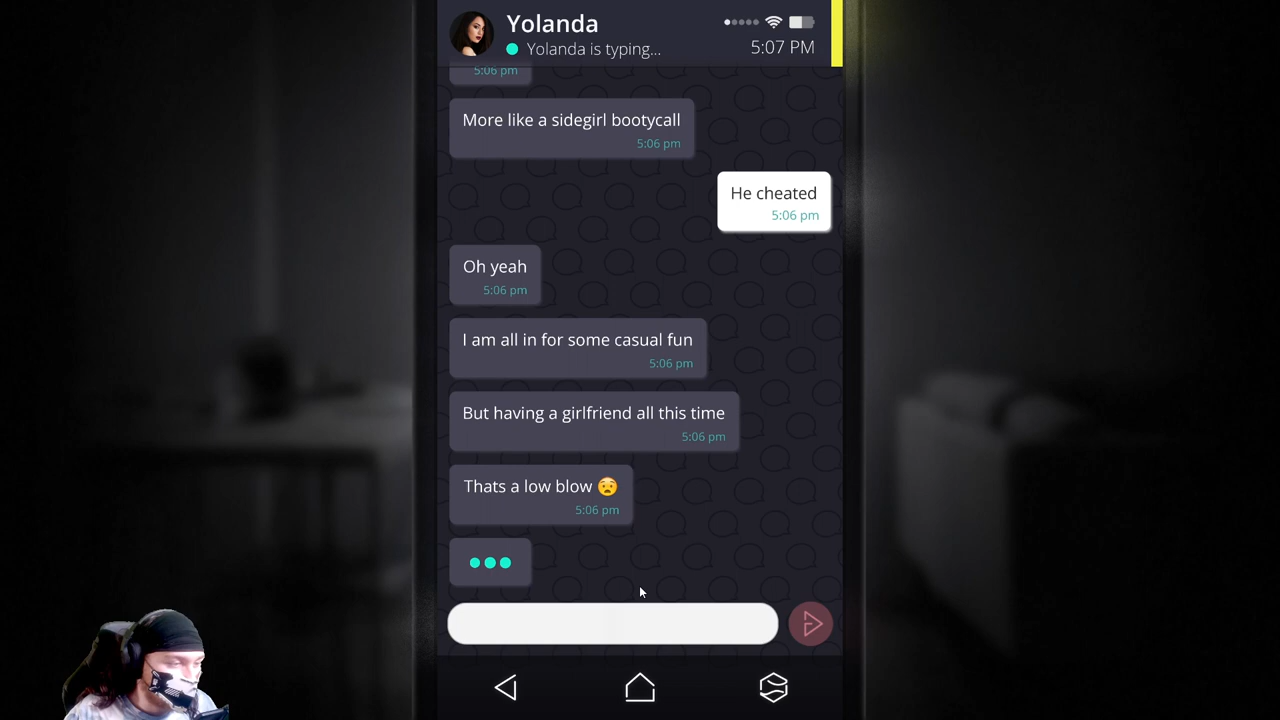 Yolanda
Yolanda is typing...
5:07 PM
5:06 pm
More like a sidegirl bootycall
5:06 pm
He cheated
5:06 pm
Oh yeah
5:06 pm
I am all in for some casual fun
5:06 pm
But having a girlfriend all this time
5:06 pm
Thats a low blow 😟
5:06 pm